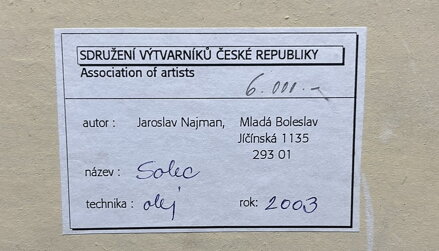 SDRUŽENÍ VÝTVARNÍKŮ ČESKÉ REPUBLIKY
Association of artists
6.000.-
autor : Jaroslav Najman, Mladá Boleslav
Jíčínská 1135
293 01
název : Solec
technika : olej rok: 2003